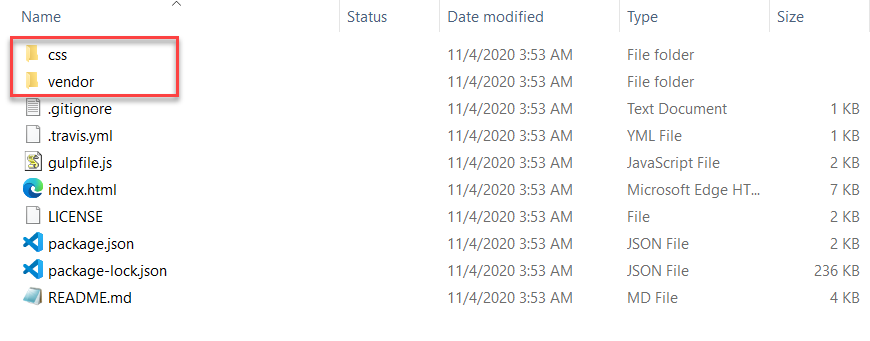 Name Status Date modified Type Size
css 11/4/2020 3:53 AM File folder
vendor 11/4/2020 3:53 AM File folder
.gitignore 11/4/2020 3:53 AM Text Document 1 KB
.travis.yml 11/4/2020 3:53 AM YML File 1 KB
gulpfile.js 11/4/2020 3:53 AM JavaScript File 2 KB
index.html 11/4/2020 3:53 AM Microsoft Edge HT... 7 KB
LICENSE 11/4/2020 3:53 AM File 2 KB
package.json 11/4/2020 3:53 AM JSON File 2 KB
package-lock.json 11/4/2020 3:53 AM JSON File 236 KB
README.md 11/4/2020 3:53 AM MD File 4 KB